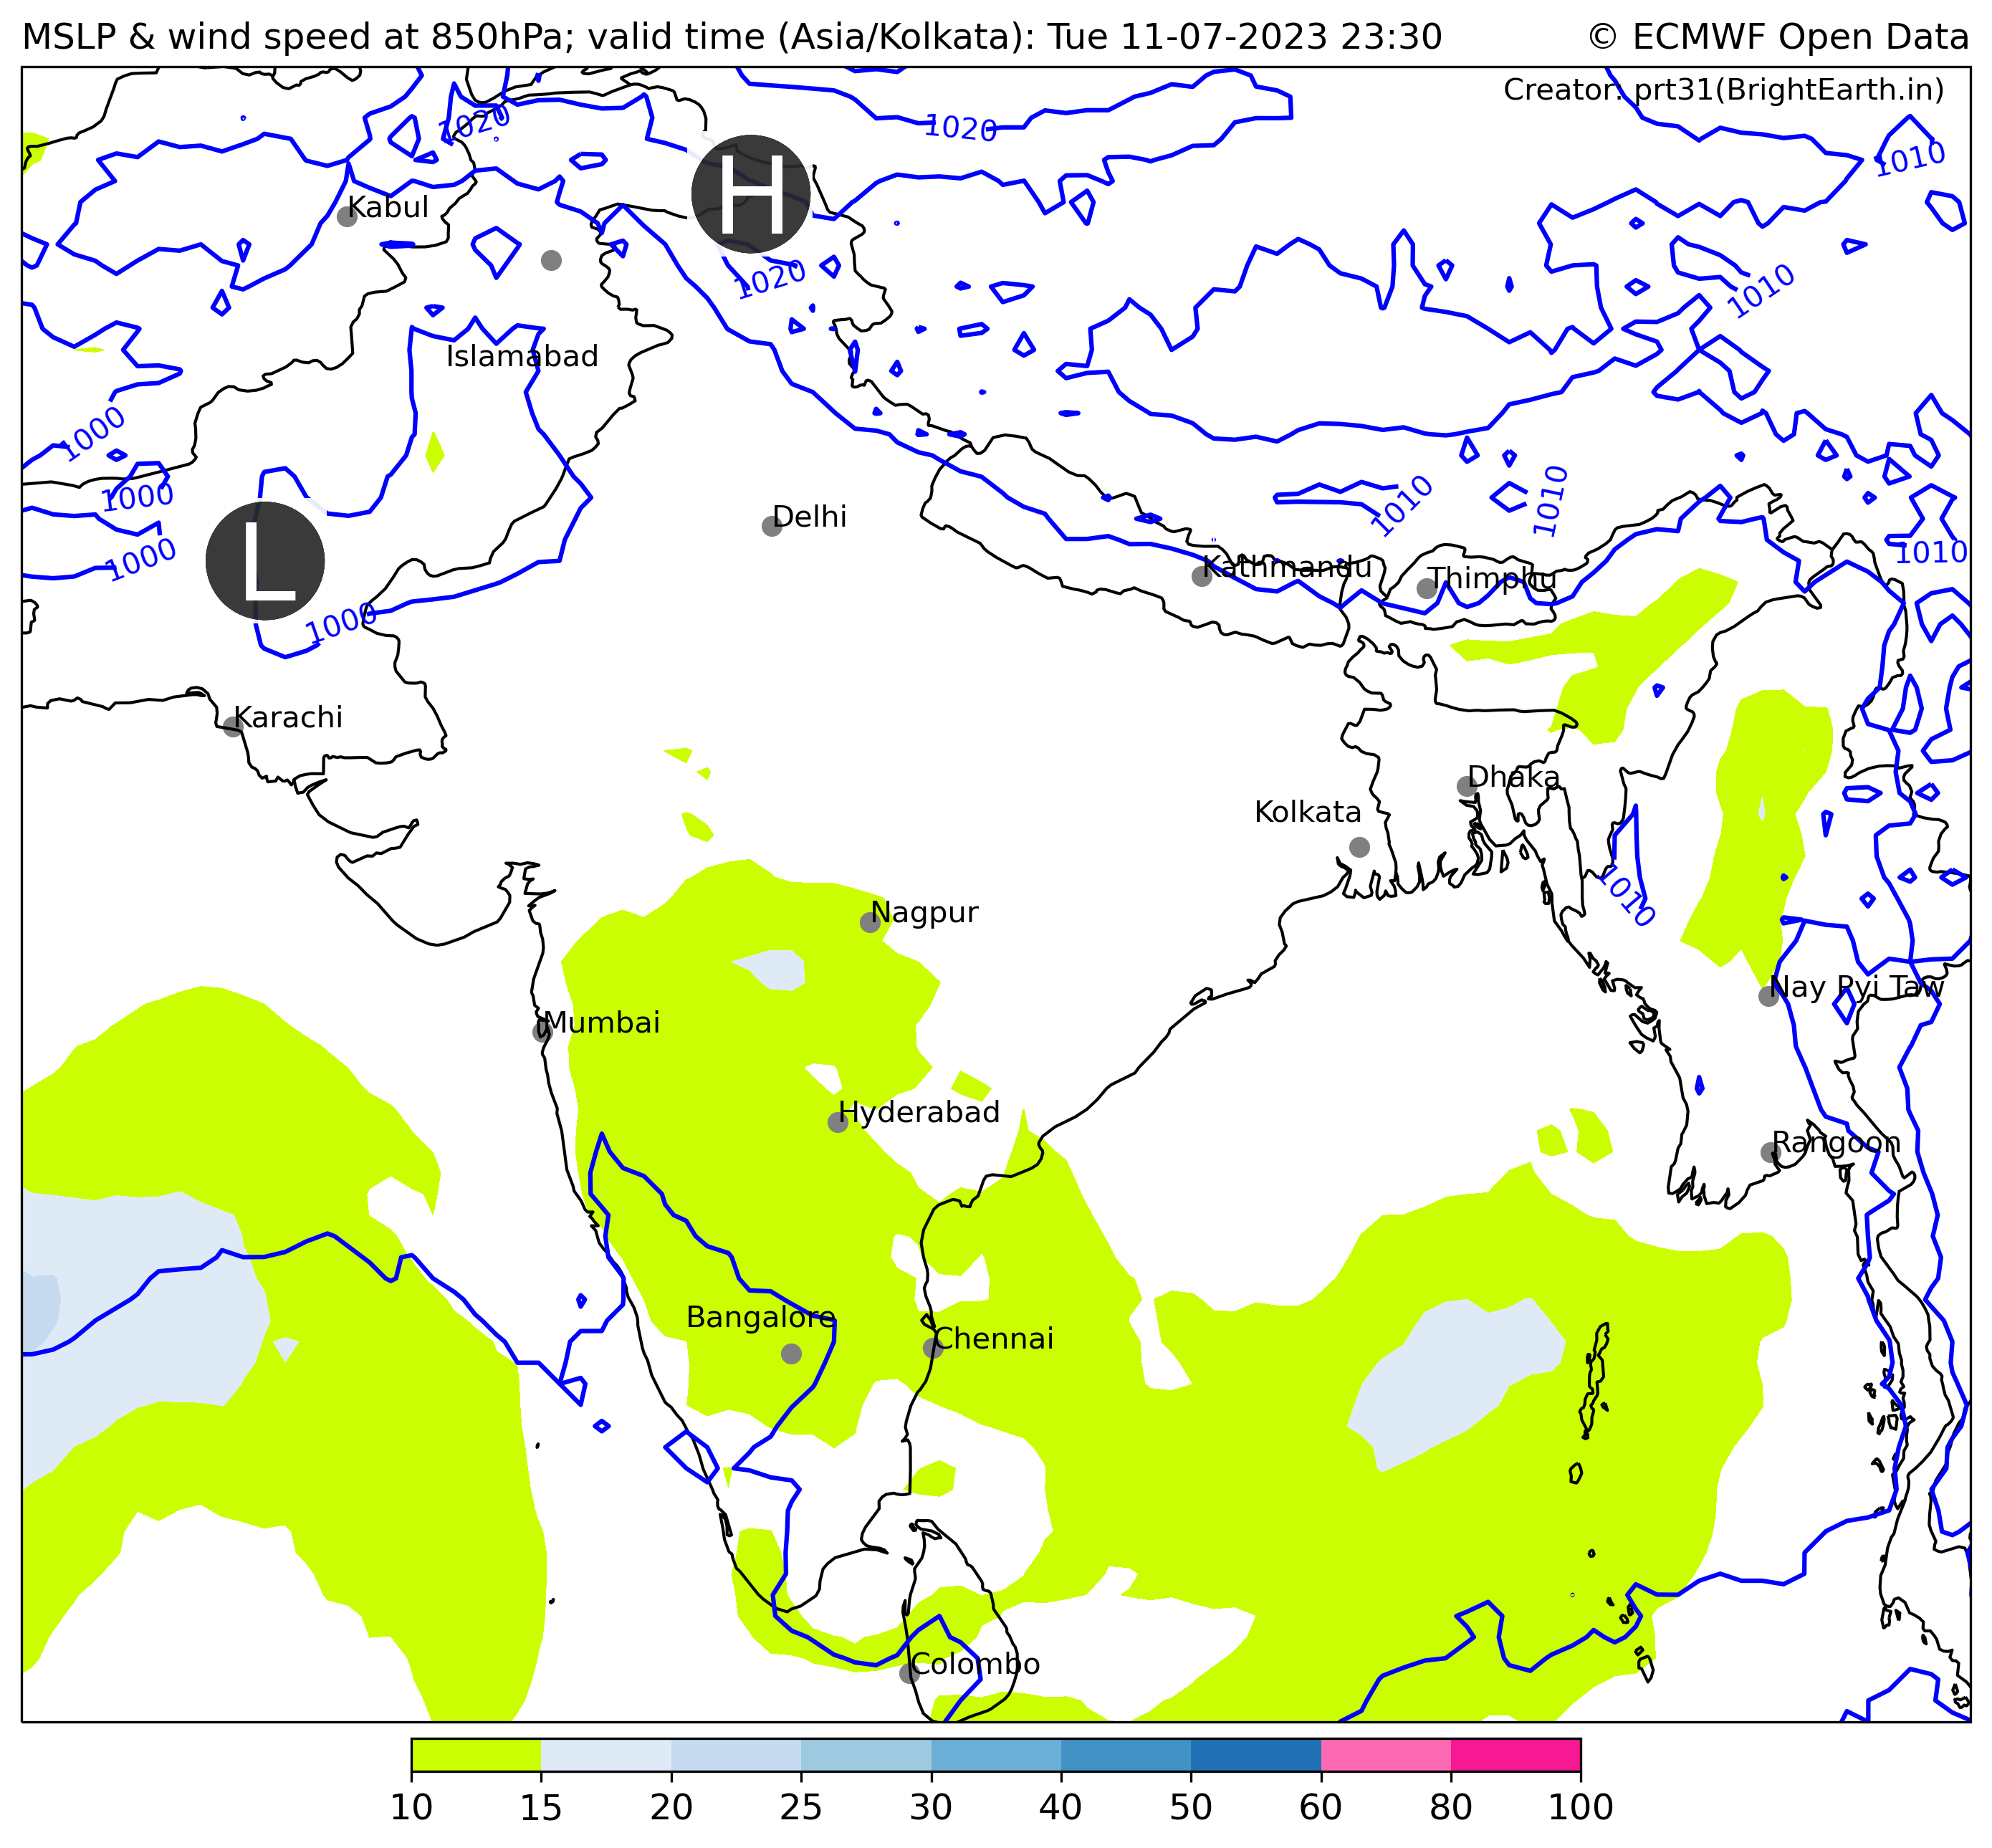 MSLP & wind speed at 850hPa; valid time (Asia/Kolkata): Tue 11-07-2023 23:30
© ECMWF Open Data
Creator: prt31(BrightEarth.in)
1020
1020
1010
H
Kabul
1020
1010
Islamabad
1000
1000
1010
1010
Delhi
L
1000
1010
Kathmandu
Thimphu
1000
Karachi
Dhaka
Kolkata
1010
Nagpur
Nay Pyi Taw
Mumbai
Hyderabad
Rangoon
Bangalore
Chennai
Colombo
10 15 20 25 30 40 50 60 80 100